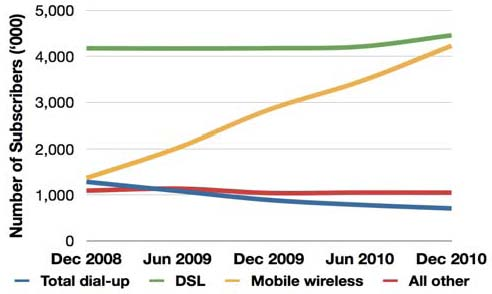 Number of Subscribers ('000)
5,000
4,000
3,000
2,000
1,000
0
Dec 2008 Jun 2009 Dec 2009 Jun 2010 Dec 2010
Total dial-up DSL Mobile wireless All other